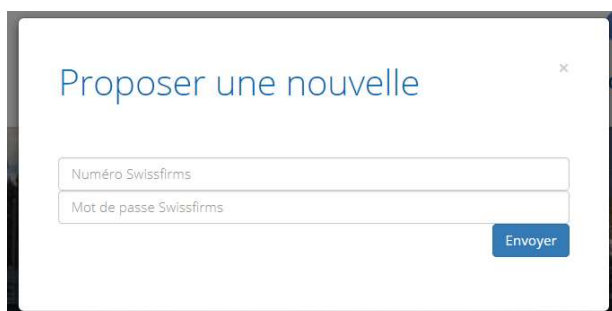 Proposer une nouvelle
×
Numéro Swissfirms
Mot de passe Swissfirms
Envoyer